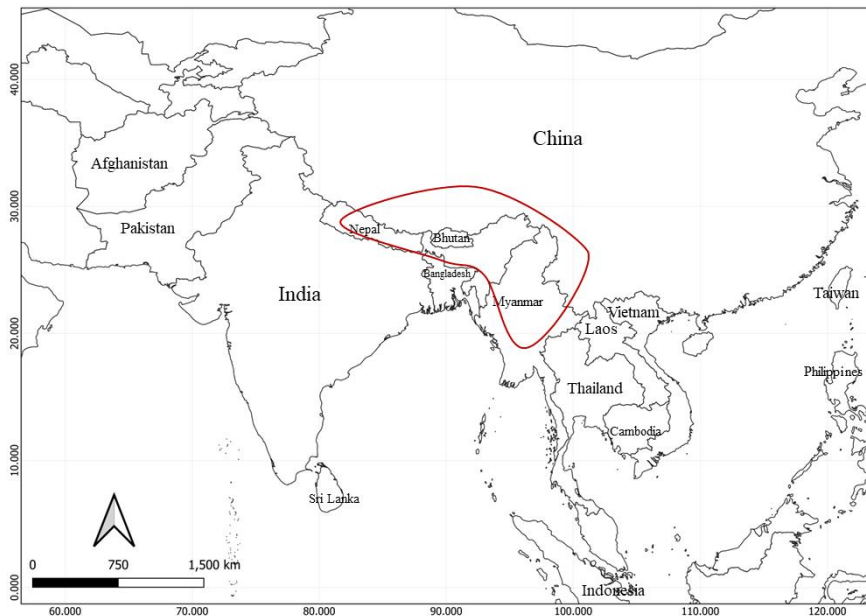 40.000
China
Afghanistan
30.000
Pakistan
Nepal
Bhutan
Bangladesh
India
Myanmar
Taiwan
Vietnam
Laos
20.000
Philippines
Thailand
Cambodia
10.000
Sri Lanka
0 750 1,500 km
Indonesia
0.000
60.000 70.000 80.000 90.000 100.000 110.000 120.000